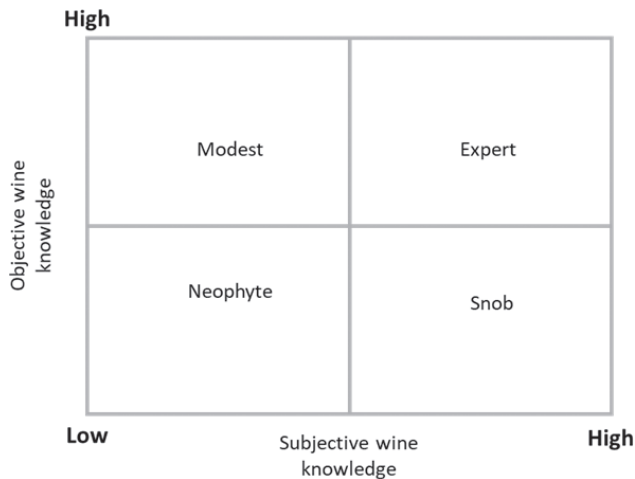 High
Modest
Expert
Objective wine
knowledge
Neophyte
Snob
Low
Subjective wine
knowledge
High